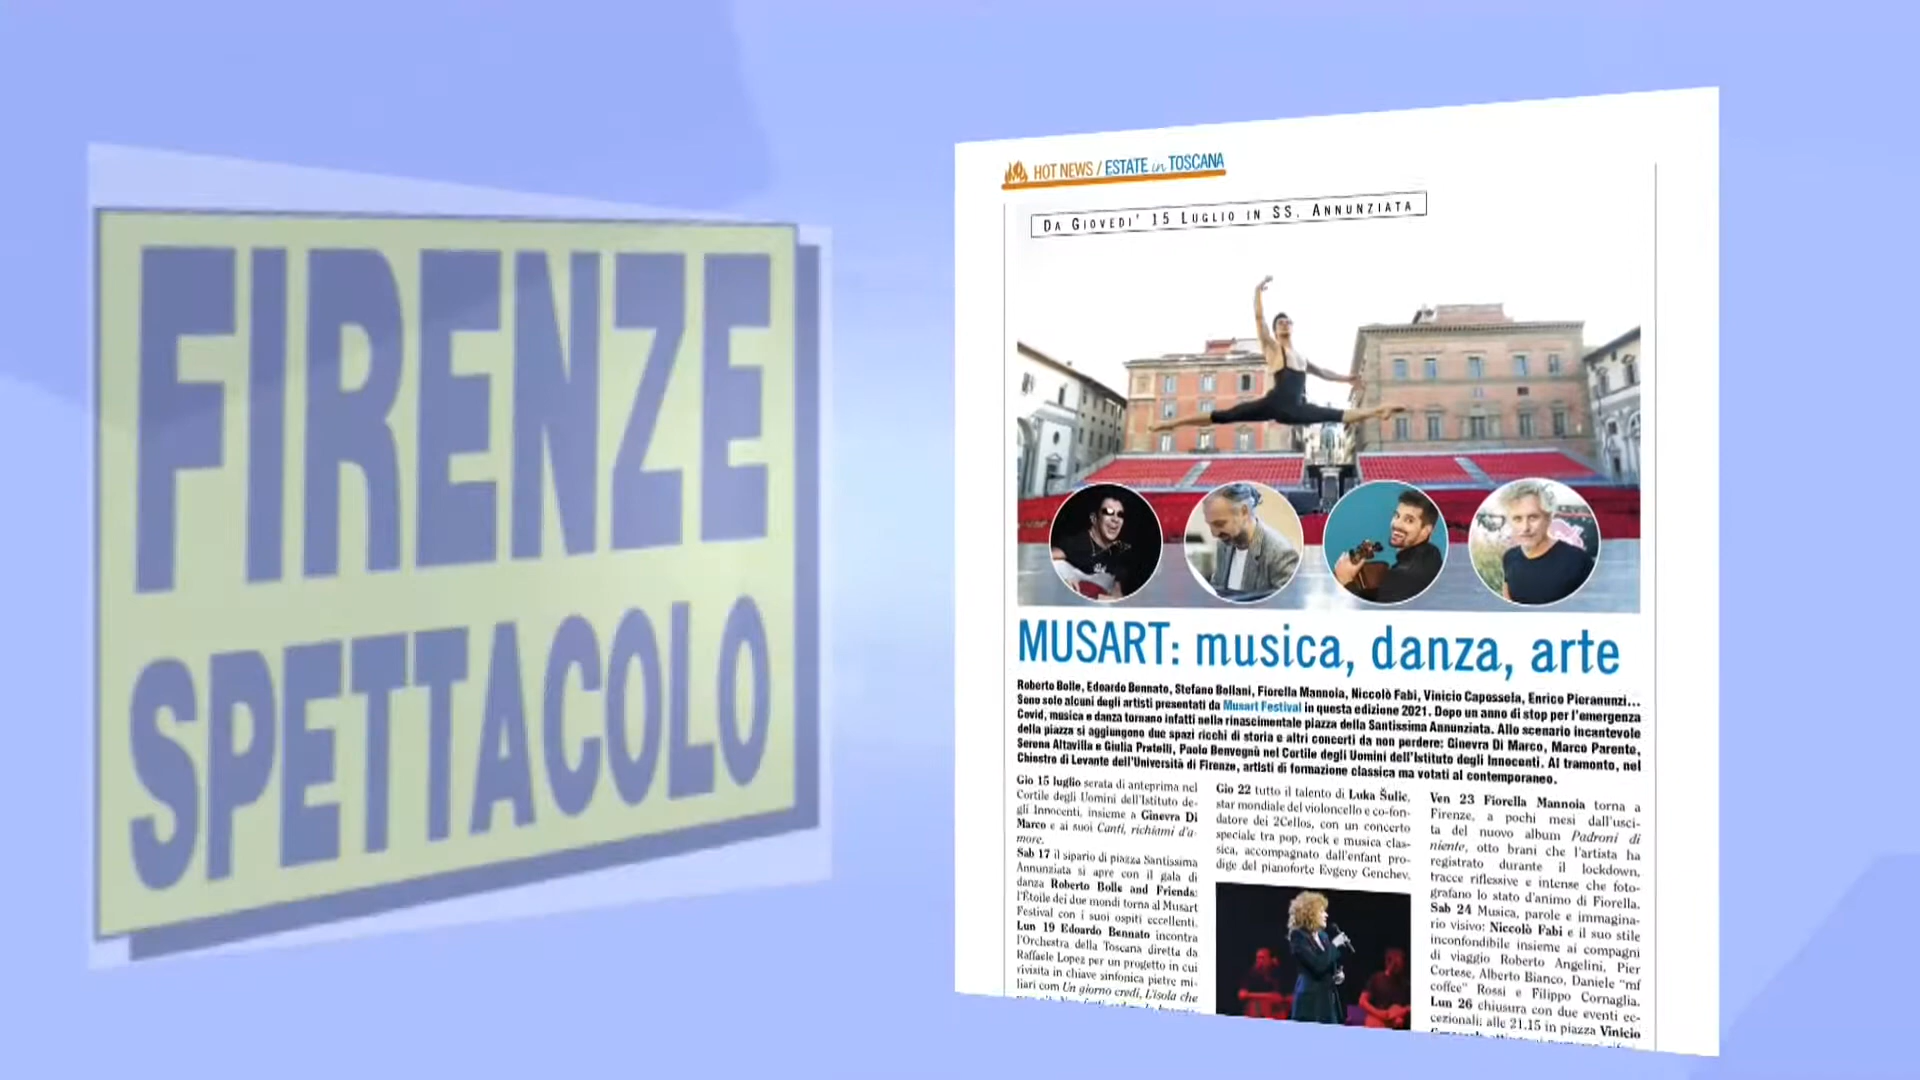 FIRENZE
SPETTACOLO
HOT NEWS / ESTATE in TOSCANA
DA GIOVEDI' 15 LUGLIO IN SS. ANNUNZIATA
MUSART: musica, danza, arte
Roberto Bolle, Edoardo Bennato, Stefano Bollani, Fiorella Mannoia, Niccolò Fabi, Vinicio Capossela, Enrico Pieranunzi...
Sono solo alcuni degli artisti presentati da Musart Festival in questa edizione 2021. Dopo un anno di stop per l'emergenza
Covid, musica e danza tornano infatti nella rinascimentale piazza della Santissima Annunziata. Allo scenario incantevole
della piazza si aggiungono due spazi ricchi di storia e altri concerti da non perdere: Ginevra Di Marco, Marco Parente,
Serena Altavilla e Giulia Pratelli, Paolo Benvegnù nel Cortile degli Uomini dell'Istituto degli Innocenti. Al tramonto, nel
Chiostro di Levante dell'Università di Firenze, artisti di formazione classica ma votati al contemporaneo.
Gio 15 luglio serata di anteprima nel
Cortile degli Uomini dell'Istituto de-
gli Innocenti, insieme a Ginevra Di
Marco e ai suoi Canti, richiami d'a-
more.
Sab 17 il sipario di piazza Santissima
Annunziata si apre con il gala di
danza Roberto Bolle and Friends:
l'Étoile dei due mondi torna al Musart
Festival con i suoi ospiti eccellenti.
Lun 19 Edoardo Bennato incontra
l'Orchestra della Toscana diretta da
Raffaele Lopez per un progetto in cui
rivisita in chiave sinfonica pietre mi-
liari com Un giorno credi, L'isola che
Gio 22 tutto il talento di Luka Šulic,
star mondiale del violoncello e co-fon-
datore dei 2Cellos, con un concerto
speciale tra pop, rock e musica clas-
sica, accompagnato dall'enfant pro-
dige del pianoforte Evgeny Genchev.
Ven 23 Fiorella Mannoia torna a
Firenze, a pochi mesi dall'usci-
ta del nuovo album Padroni di
niente, otto brani che l'artista ha
registrato durante il lockdown,
tracce riflessive e intense che foto-
grafano lo stato d'animo di Fiorella.
Sab 24 Musica, parole e immagina-
rio visivo: Niccolò Fabi e il suo stile
inconfondibile insieme ai compagni
di viaggio Roberto Angelini, Pier
Cortese, Alberto Bianco, Daniele "mf
coffee" Rossi e Filippo Cornaglia.
Lun 26 chiusura con due eventi ec-
cezionali: alle 21.15 in piazza Vinicio